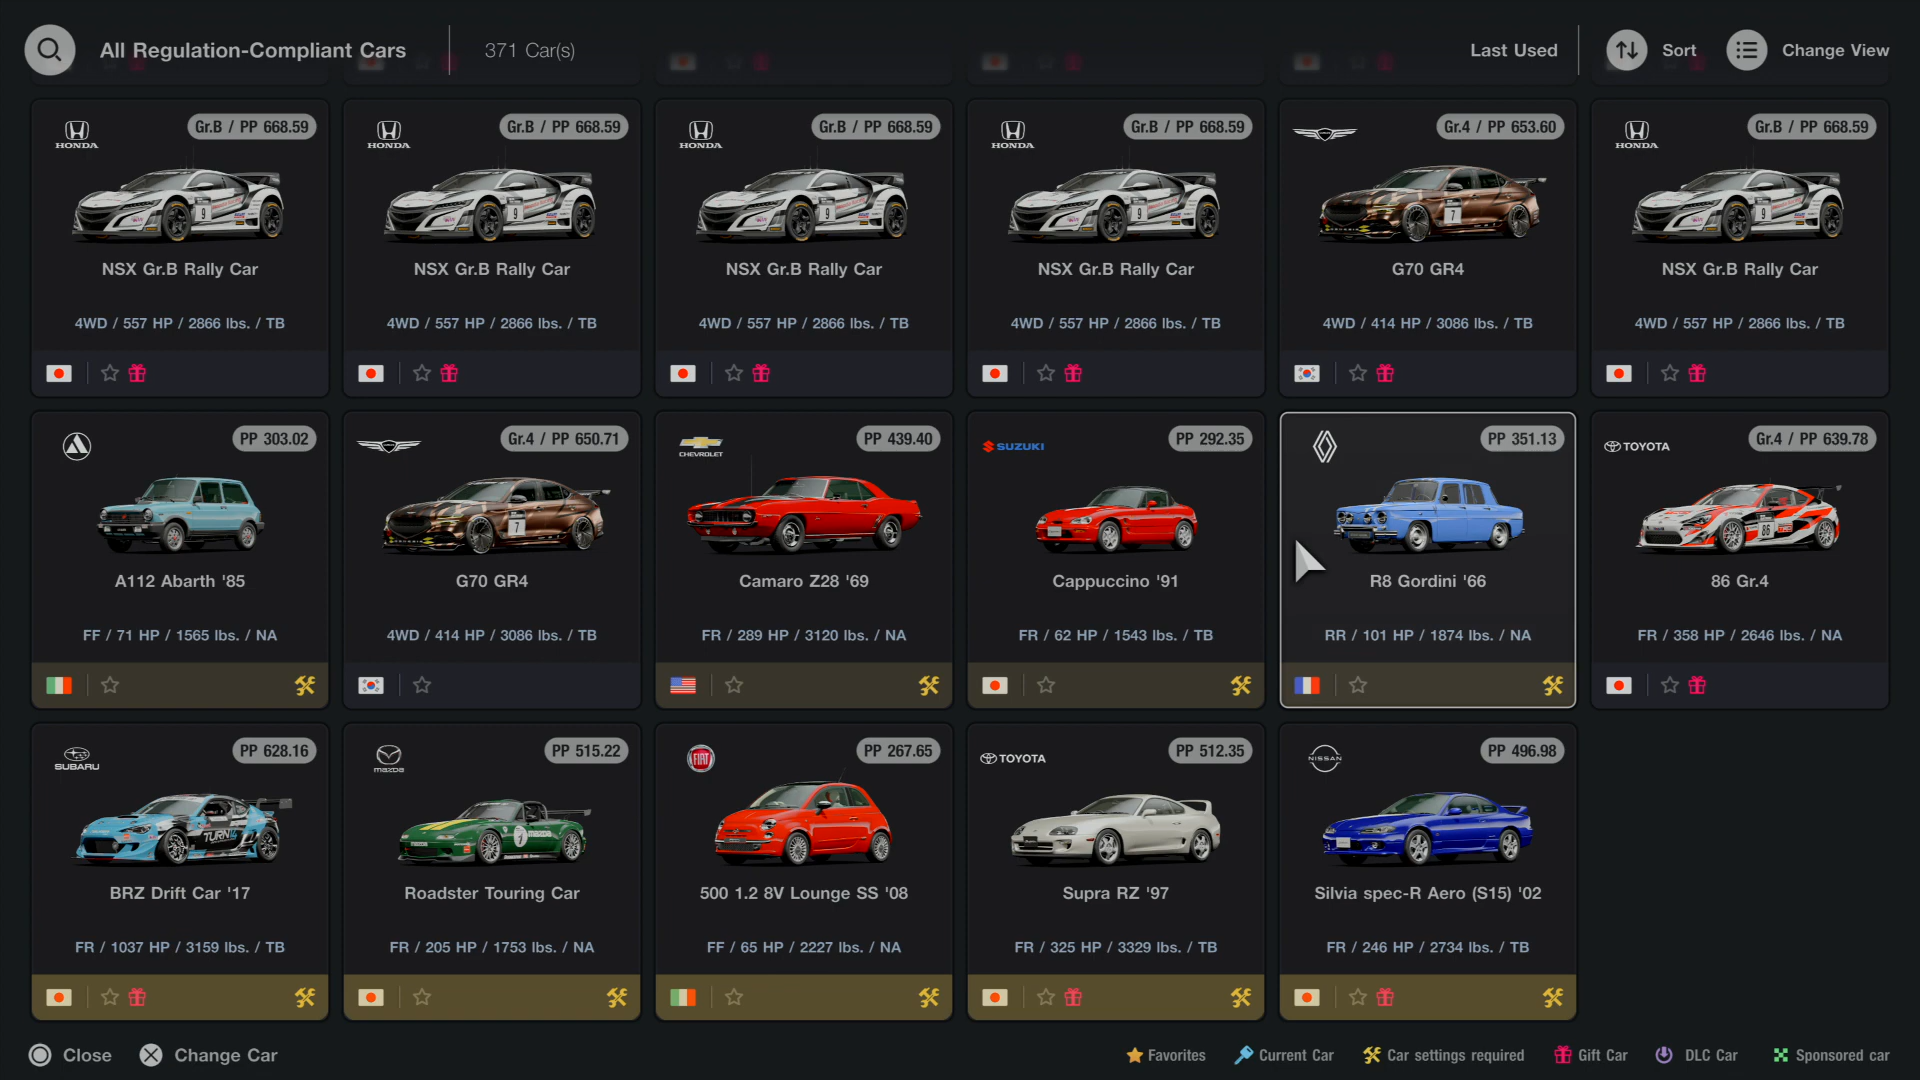 All Regulation-Compliant Cars
371 Car(s)
Last Used
Sort
Change View
HONDA
Gr.B / PP 668.59
9
NSX Gr.B Rally Car
4WD / 557 HP / 2866 lbs. / TB
HONDA
Gr.B / PP 668.59
9
NSX Gr.B Rally Car
4WD / 557 HP / 2866 lbs. / TB
HONDA
Gr.B / PP 668.59
9
NSX Gr.B Rally Car
4WD / 557 HP / 2866 lbs. / TB
HONDA
Gr.B / PP 668.59
9
NSX Gr.B Rally Car
4WD / 557 HP / 2866 lbs. / TB
Gr.4 / PP 653.60
7
G70 GR4
4WD / 414 HP / 3086 lbs. / TB
HONDA
Gr.B / PP 668.59
9
NSX Gr.B Rally Car
4WD / 557 HP / 2866 lbs. / TB
PP 303.02
A112 Abarth '85
FF / 71 HP / 1565 lbs. / NA
Gr.4 / PP 650.71
7
G70 GR4
4WD / 414 HP / 3086 lbs. / TB
CHEVROLET
PP 439.40
Camaro Z28 '69
FR / 289 HP / 3120 lbs. / NA
SUZUKI
PP 292.35
Cappuccino '91
FR / 62 HP / 1543 lbs. / TB
PP 351.13
R8 Gordini '66
RR / 101 HP / 1874 lbs. / NA
TOYOTA
Gr.4 / PP 639.78
86
86 Gr.4
FR / 358 HP / 2646 lbs. / NA
SUBARU
PP 628.16
TURN14
BRZ Drift Car '17
FR / 1037 HP / 3159 lbs. / TB
mazda
PP 515.22
1
mazda
Roadster Touring Car
FR / 205 HP / 1753 lbs. / NA
FIAT
PP 267.65
500 1.2 8V Lounge SS '08
FF / 65 HP / 2227 lbs. / NA
TOYOTA
PP 512.35
Supra RZ '97
FR / 325 HP / 3329 lbs. / TB
NISSAN
PP 496.98
Silvia spec-R Aero (S15) '02
FR / 246 HP / 2734 lbs. / TB
Close
Change Car
Favorites
Current Car
Car settings required
Gift Car
DLC Car
Sponsored car